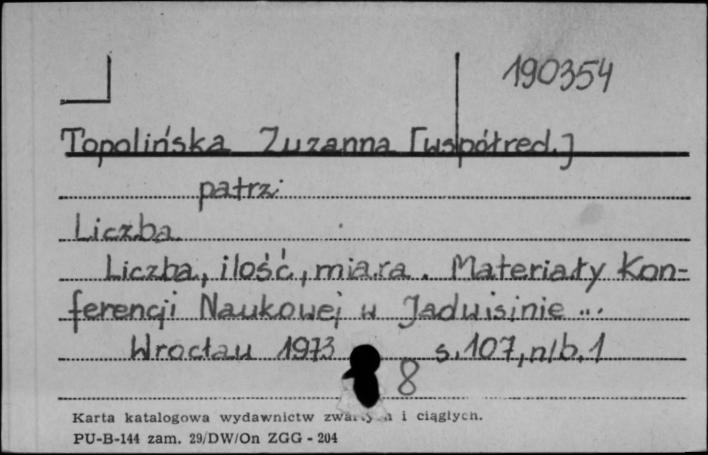 190354
Topolińska Zuzanna [współred.]
patrz:
Liczba
Liczba, ilość, miara. Materiały Kon-
ferencji Naukowej w Jadwisinie ...
Wrocław 1973 8 s. 107, nlb. 1
Karta katalogowa wydawnictw zwartych i ciągłych.
PU-B-144 zam. 29/DW/On ZGG - 204